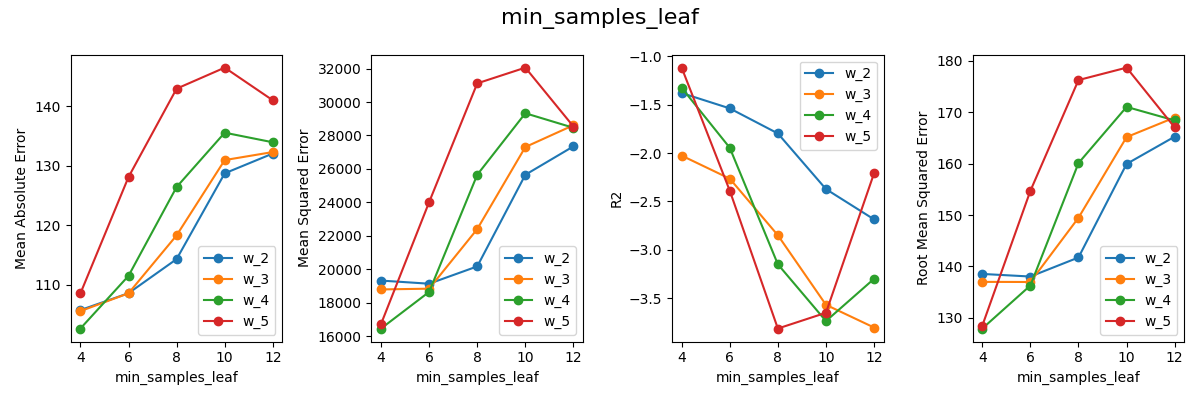 min_samples_leaf
Mean Absolute Error
140
130
120
110
4 6 8 10 12
min_samples_leaf
w_2
w_3
w_4
w_5
Mean Squared Error
32000
30000
28000
26000
24000
22000
20000
18000
16000
4 6 8 10 12
min_samples_leaf
w_2
w_3
w_4
w_5
R2
−1.0
−1.5
−2.0
−2.5
−3.0
−3.5
4 6 8 10 12
min_samples_leaf
w_2
w_3
w_4
w_5
Root Mean Squared Error
180
170
160
150
140
130
4 6 8 10 12
min_samples_leaf
w_2
w_3
w_4
w_5